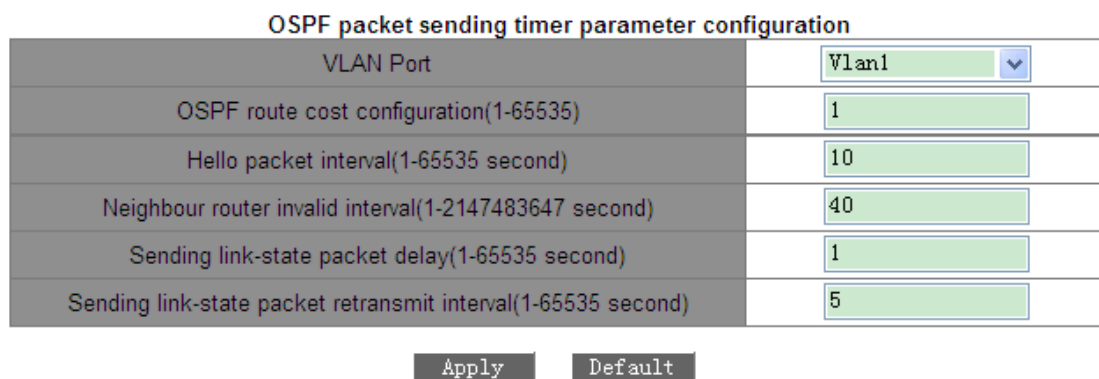 OSPF packet sending timer parameter configuration
VLAN Port Vlan1
OSPF route cost configuration(1-65535) 1
Hello packet interval(1-65535 second) 10
Neighbour router invalid interval(1-2147483647 second) 40
Sending link-state packet delay(1-65535 second) 1
Sending link-state packet retransmit interval(1-65535 second) 5
Apply Default